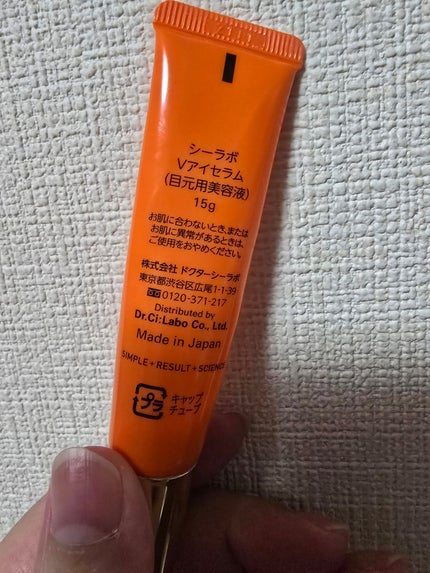 シーラボ
Vアイセラム
(目元用美容液)
15g
お肌に合わないとき、または
お肌に異常があるときは、
ご使用をおやめください。
株式会社 ドクターシーラボ
東京都渋谷区広尾1-1-39
0120-371-217
Distributed by
Dr.Ci:Labo Co., Ltd.
Made in Japan
SIMPLE+RESULT+SCIENCE
プラ
キャップ
チューブ